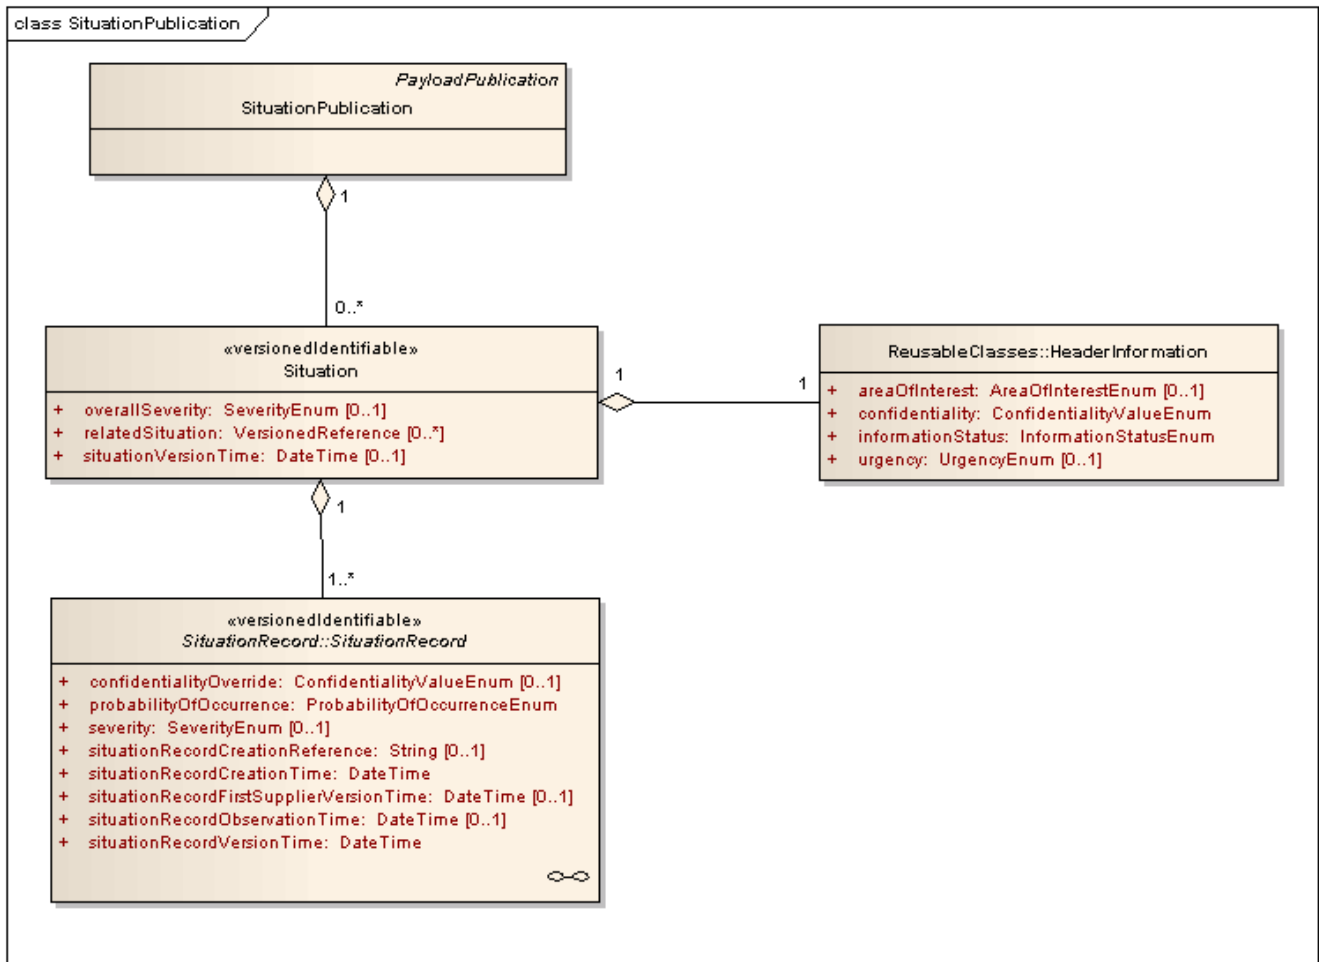 class SituationPublication
PayloadPublication
SituationPublication
1
0..*
«versionedIdentifiable»
Situation
+ overallSeverity: SeverityEnum [0..1]
+ relatedSituation: VersionedReference [0..*]
+ situationVersionTime: DateTime [0..1]
1
1
ReusableClasses::HeaderInformation
+ areaOfInterest: AreaOfInterestEnum [0..1]
+ confidentiality: ConfidentialityValueEnum
+ informationStatus: InformationStatusEnum
+ urgency: UrgencyEnum [0..1]
1
1..*
«versionedIdentifiable»
SituationRecord::SituationRecord
+ confidentialityOverride: ConfidentialityValueEnum [0..1]
+ probabilityOfOccurrence: ProbabilityOfOccurrenceEnum
+ severity: SeverityEnum [0..1]
+ situationRecordCreationReference: String [0..1]
+ situationRecordCreationTime: DateTime
+ situationRecordFirstSupplierVersionTime: DateTime [0..1]
+ situationRecordObservationTime: DateTime [0..1]
+ situationRecordVersionTime: DateTime